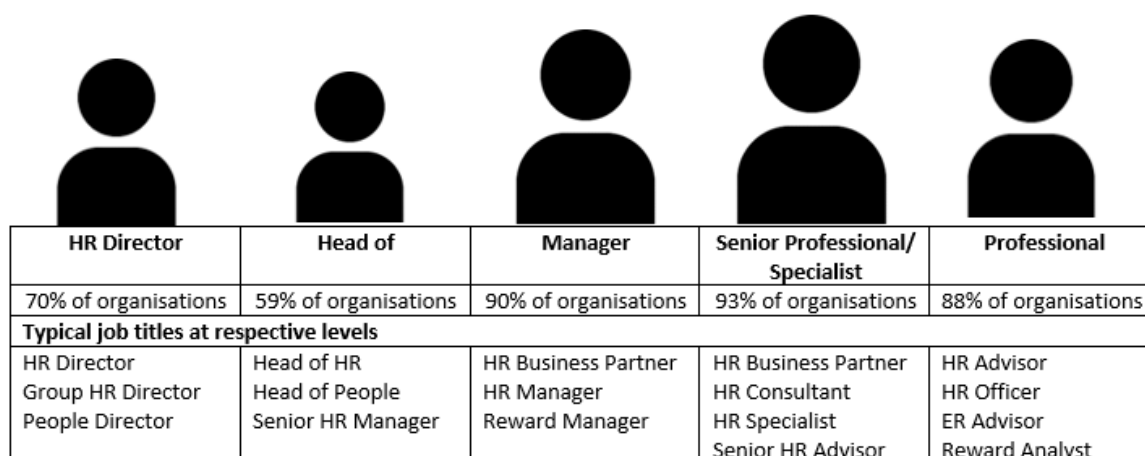 HR Director Head of Manager Senior Professional/ Professional
Specialist
70% of organisations 59% of organisations 90% of organisations 93% of organisations 88% of organisations
Typical job titles at respective levels
HR Director Head of HR HR Business Partner HR Business Partner HR Advisor
Group HR Director Head of People HR Manager HR Consultant HR Officer
People Director Senior HR Manager Reward Manager HR Specialist ER Advisor
Senior HR Advisor Reward Analyst